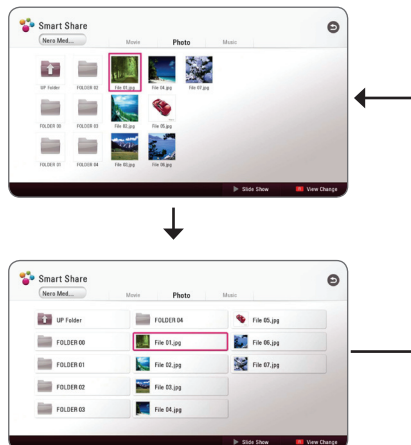 Smart Share
Nero Med...
Movie Photo Music
UP Folder FOLDER 02 File 01.jpg File 04.jpg File 07.jpg
FOLDER 00 FOLDER 03 File 02.jpg File 05.jpg
FOLDER 01 FOLDER 04 File 03.jpg File 06.jpg
Slide Show View Change
Smart Share
Nero Med...
Movie Photo Music
UP Folder FOLDER 04 File 05.jpg
FOLDER 00 File 01.jpg File 06.jpg
FOLDER 01 File 02.jpg File 07.jpg
FOLDER 02 File 03.jpg
FOLDER 03 File 04.jpg
Slide Show View Change